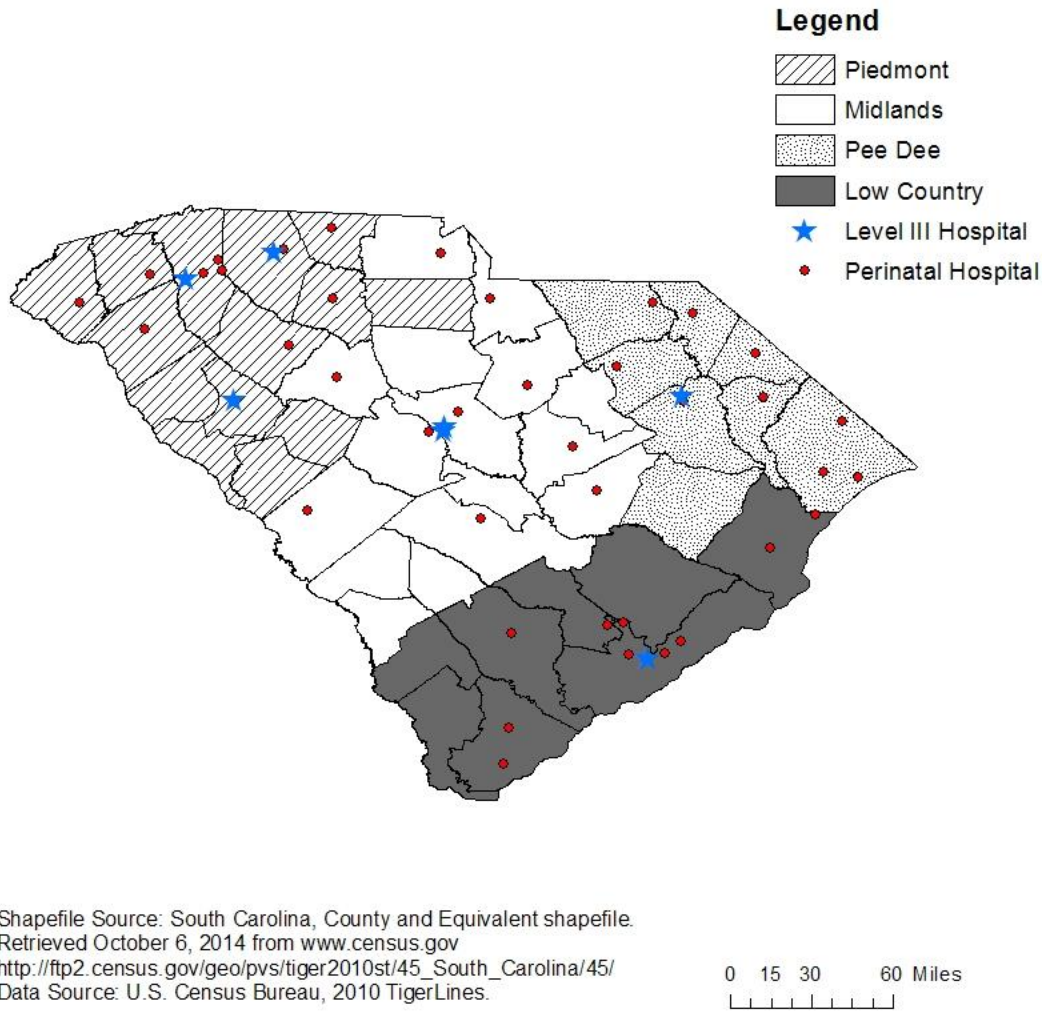 Legend
Piedmont
Midlands
Pee Dee
Low Country
Level III Hospital
Perinatal Hospital
Shapefile Source: South Carolina, County and Equivalent shapefile.
Retrieved October 6, 2014 from www.census.gov
http://ftp2.census.gov/geo/pvs/tiger2010st/45_South_Carolina/45/
Data Source: U.S. Census Bureau, 2010 TigerLines.
0 15 30 60 Miles